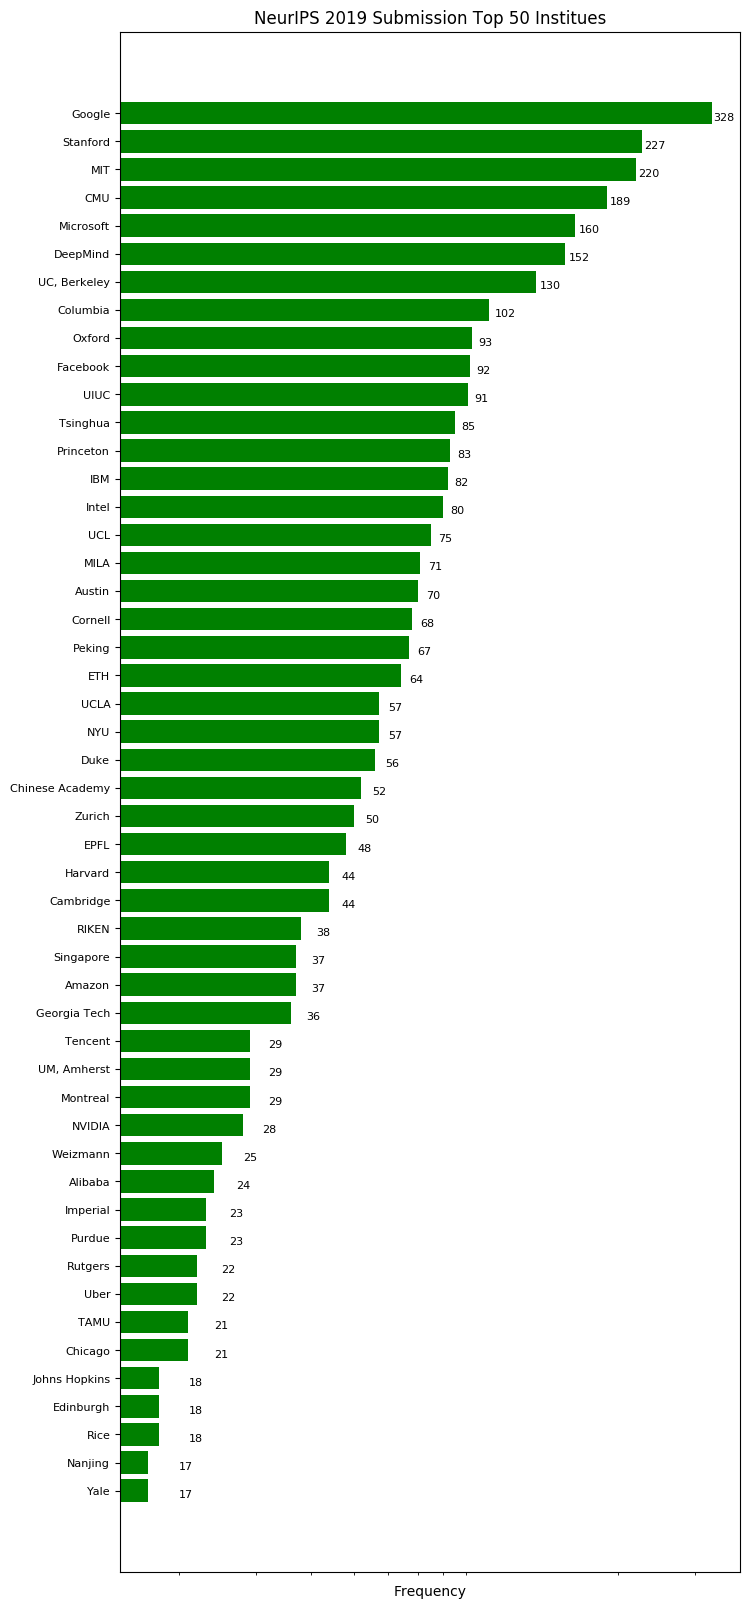 NeurIPS 2019 Submission Top 50 Institues
Google 328
Stanford 227
MIT 220
CMU 189
Microsoft 160
DeepMind 152
UC, Berkeley 130
Columbia 102
Oxford 93
Facebook 92
UIUC 91
Tsinghua 85
Princeton 83
IBM 82
Intel 80
UCL 75
MILA 71
Austin 70
Cornell 68
Peking 67
ETH 64
UCLA 57
NYU 57
Duke 56
Chinese Academy 52
Zurich 50
EPFL 48
Harvard 44
Cambridge 44
RIKEN 38
Singapore 37
Amazon 37
Georgia Tech 36
Tencent 29
UM, Amherst 29
Montreal 29
NVIDIA 28
Weizmann 25
Alibaba 24
Imperial 23
Purdue 23
Rutgers 22
Uber 22
TAMU 21
Chicago 21
Johns Hopkins 18
Edinburgh 18
Rice 18
Nanjing 17
Yale 17
Frequency